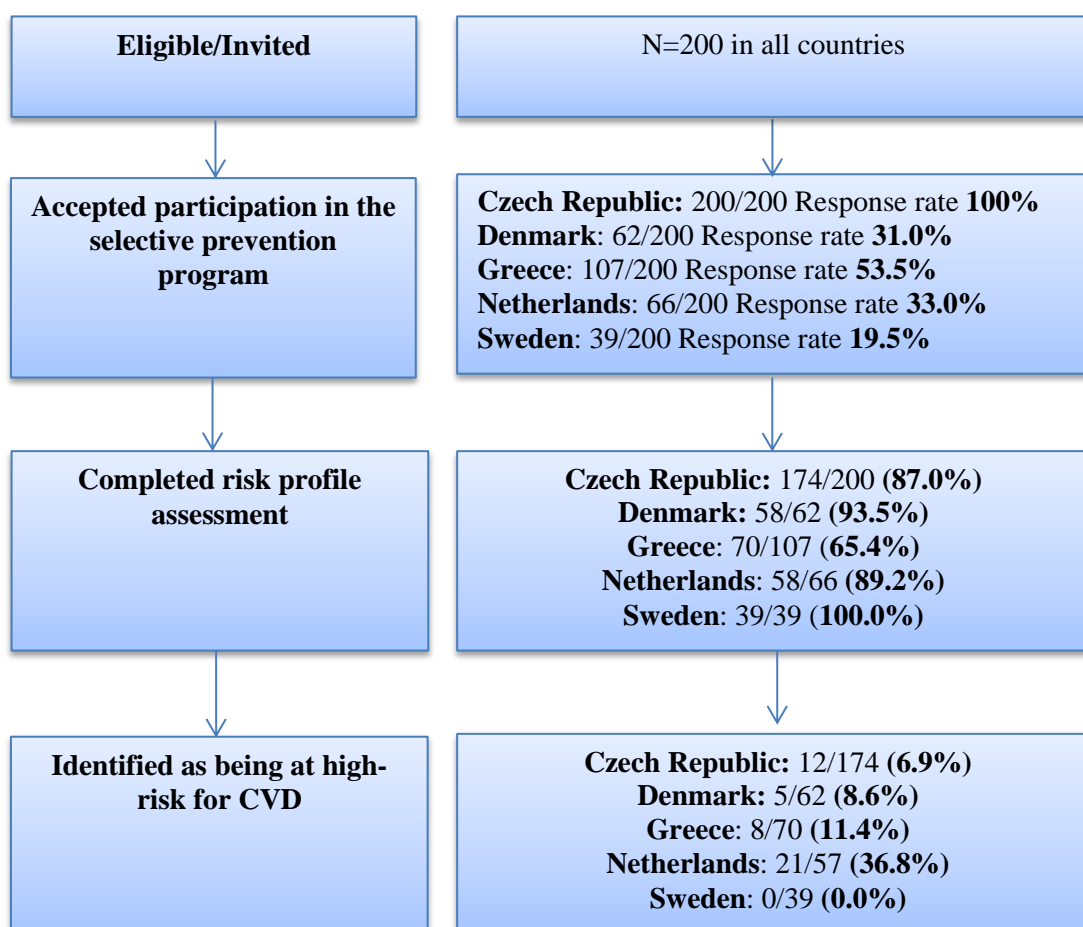 Eligible/Invited
N=200 in all countries
Accepted participation in the
selective prevention
program
Czech Republic: 200/200 Response rate 100%
Denmark: 62/200 Response rate 31.0%
Greece: 107/200 Response rate 53.5%
Netherlands: 66/200 Response rate 33.0%
Sweden: 39/200 Response rate 19.5%
Completed risk profile
assessment
Czech Republic: 174/200 (87.0%)
Denmark: 58/62 (93.5%)
Greece: 70/107 (65.4%)
Netherlands: 58/66 (89.2%)
Sweden: 39/39 (100.0%)
Identified as being at high-
risk for CVD
Czech Republic: 12/174 (6.9%)
Denmark: 5/62 (8.6%)
Greece: 8/70 (11.4%)
Netherlands: 21/57 (36.8%)
Sweden: 0/39 (0.0%)